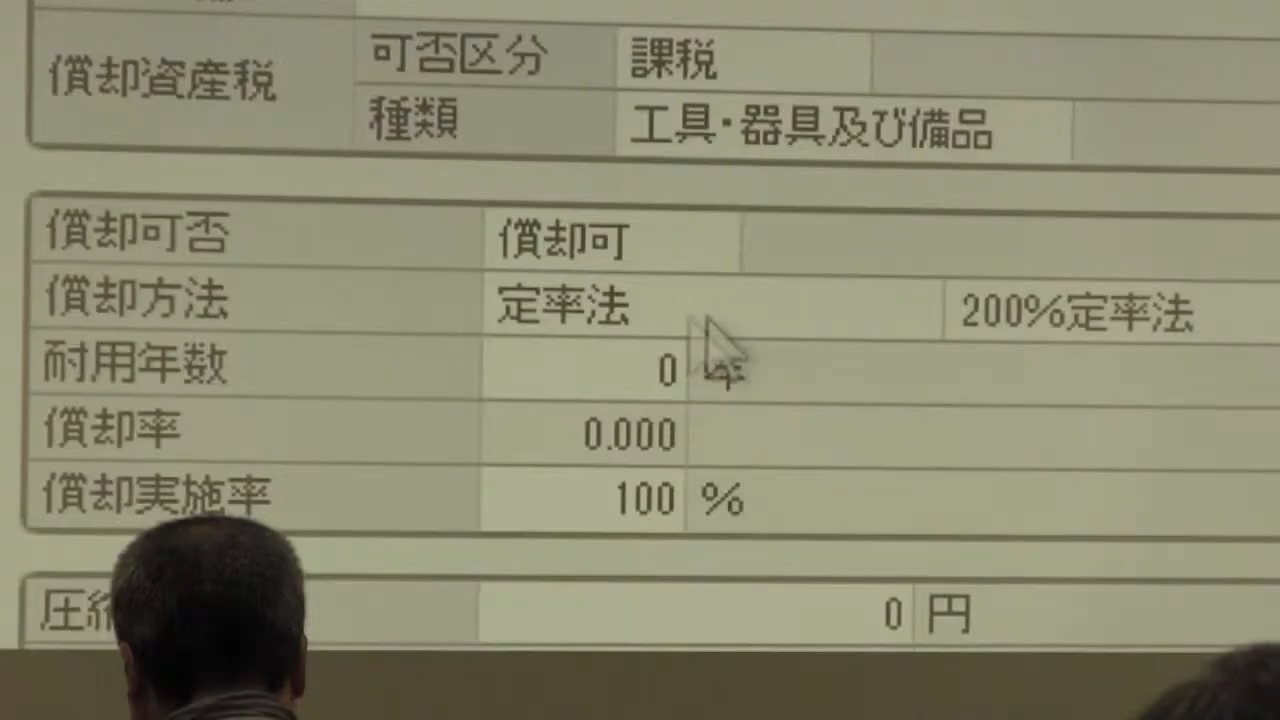 償却資産税 可否区分 課税
種類 工具・器具及び備品
償却可否 償却可
償却方法 定率法 200%定率法
耐用年数 0 年
償却率 0.000
償却実施率 100 %
圧縮 0 円